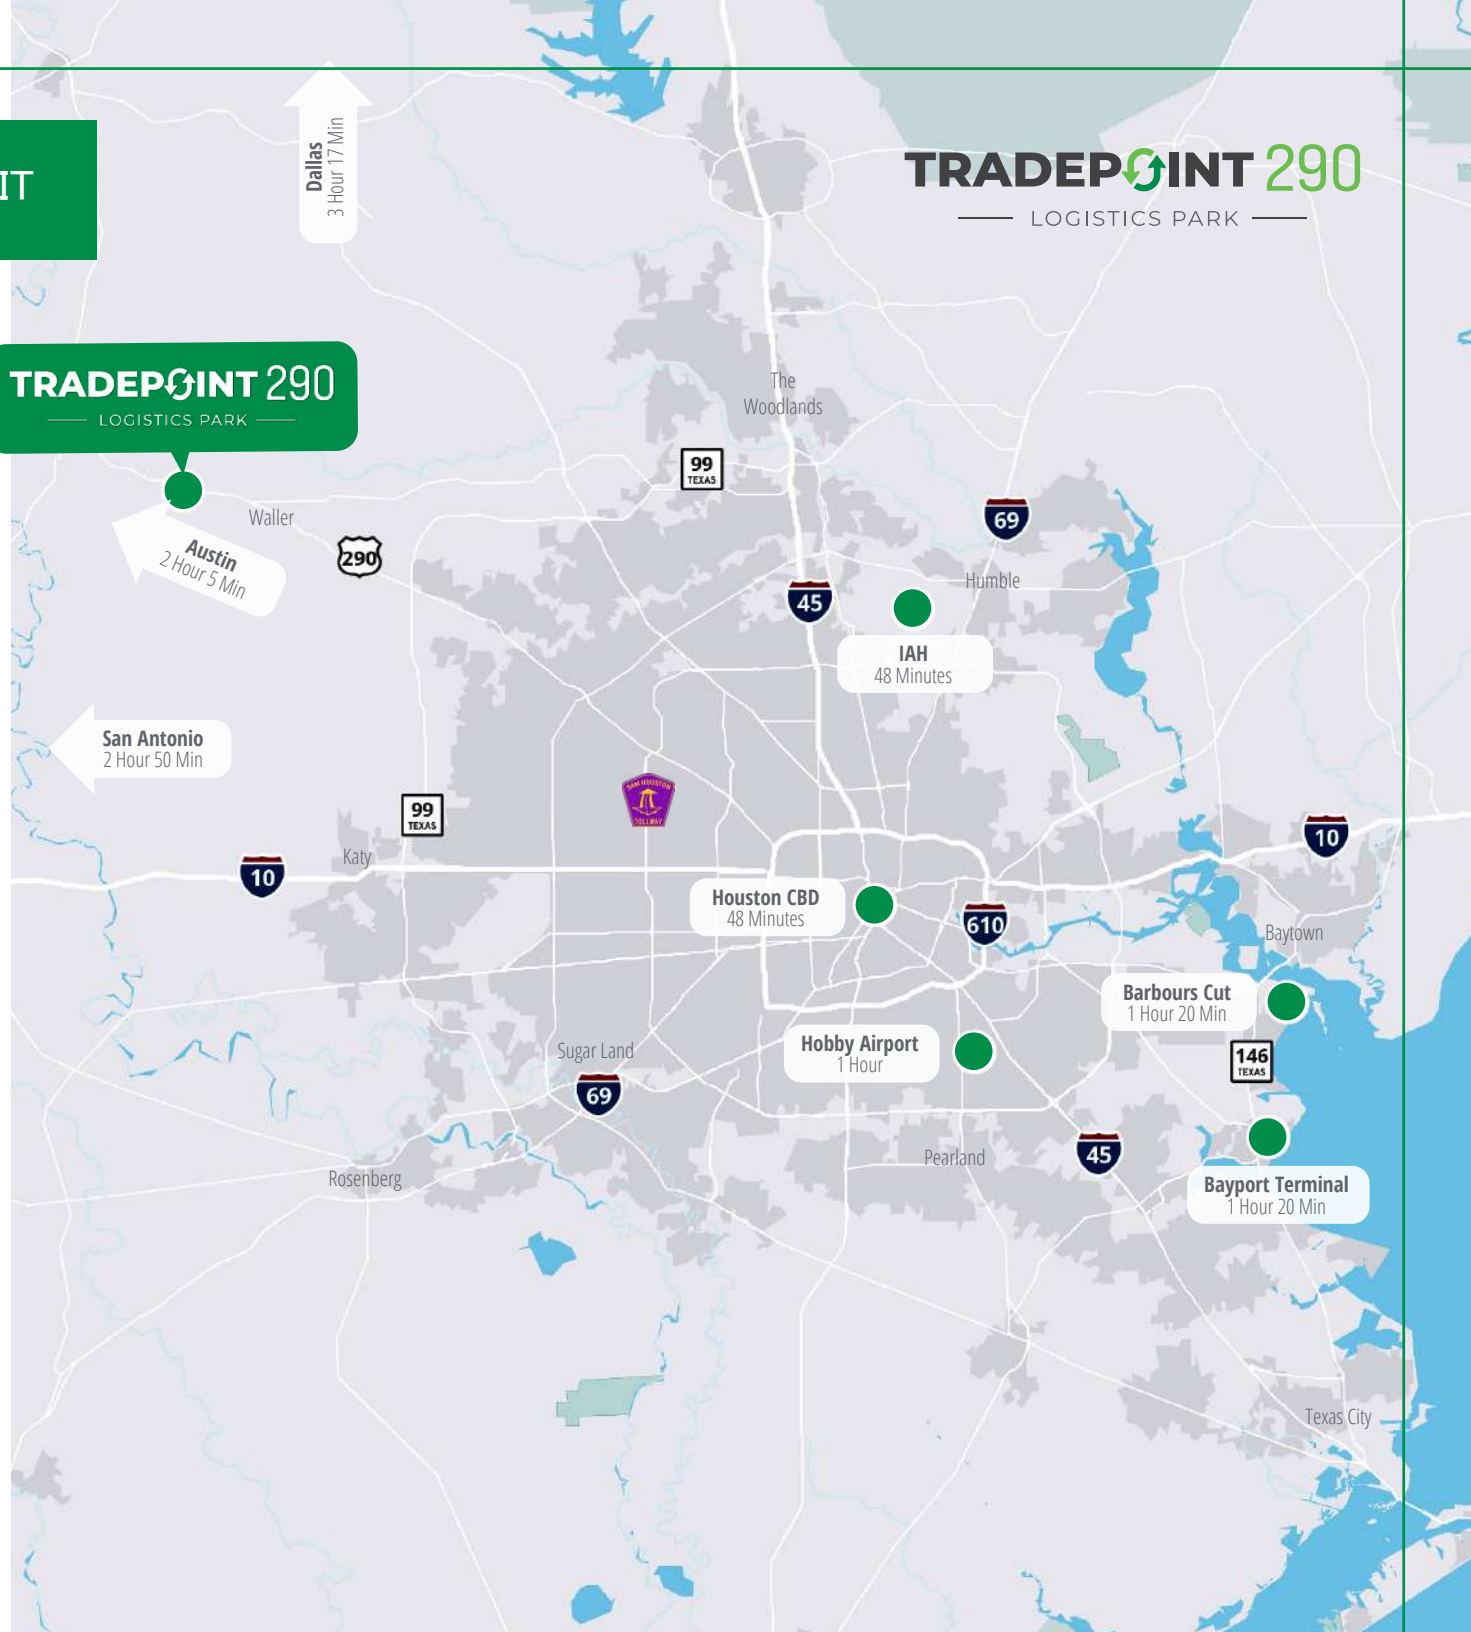 IT
Dallas
3 Hour 17 Min
TRADEPOINT 290
LOGISTICS PARK
TRADEPOINT 290
LOGISTICS PARK
The
Woodlands
99
TEXAS
69
Waller
290
Austin
2 Hour 5 Min
Humble
45
IAH
48 Minutes
San Antonio
2 Hour 50 Min
SAM HOUSTON
TOLLWAY
99
TEXAS
10
Katy
10
Houston CBD
48 Minutes
610
Baytown
Barbours Cut
1 Hour 20 Min
Hobby Airport
1 Hour
146
TEXAS
Sugar Land
69
Pearland
45
Rosenberg
Bayport Terminal
1 Hour 20 Min
Texas City